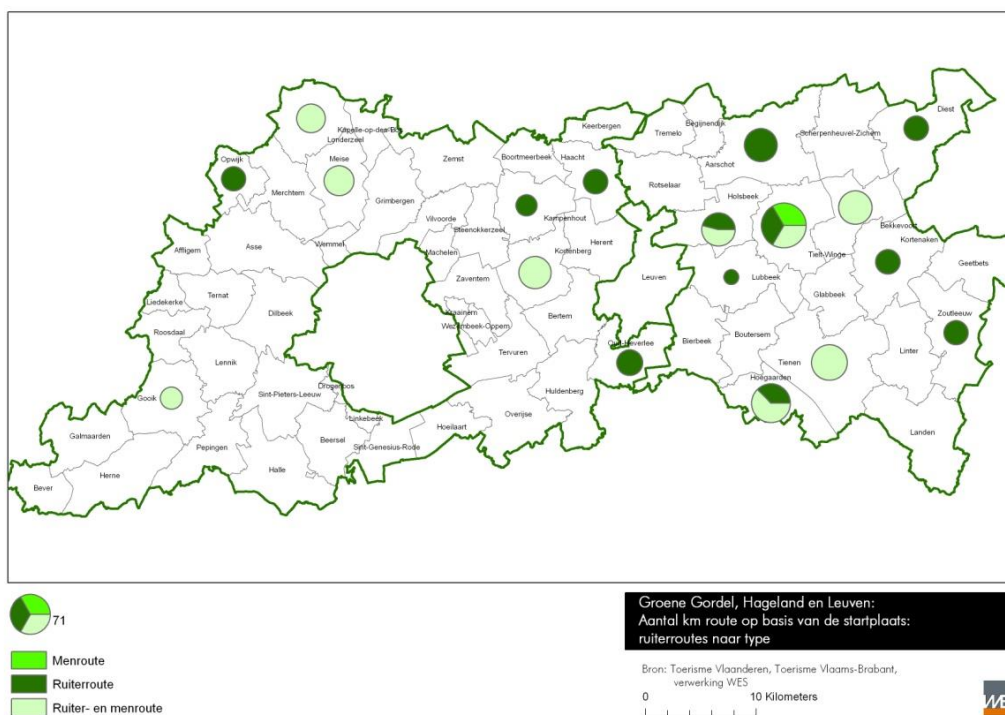 Diest
Keerbergen
Begijnendijk
Tremelo
Scherpenheuvel-Zichem
Kapelle-op-den-Bos
Londerzeel
Opwijk
Meise
Zemst
Boortmeerbeek
Haacht
Aarschot
Merchtem
Rotselaar
Holsbeek
Grimbergen
Vilvoorde
Kampenhout
Steenokkerzeel
Bekkevoort
Kortenaken
Affligem
Asse
Wemmel
Machelen
Kortenberg
Herent
Tielt-Winge
Geetbets
Zaventem
Leuven
Lubbeek
Liedekerke
Ternat
Dilbeek
Glabbeek
Zoutleeuw
Roosdaal
Kraainem
Wezembeek-Oppem
Bertem
Bierbeek
Boutersem
Oud-Heverlee
Linter
Lennik
Tervuren
Tienen
Drogenbos
Gooik
Sint-Pieters-Leeuw
Huldenberg
Hoegaarden
Linkebeek
Overijse
Galmaarden
Hoeilaart
Pepingen
Beersel
Sint-Genesius-Rode
Landen
Halle
Herne
Bever
71
Menroute
Ruiterroute
Ruiter- en menroute
Groene Gordel, Hageland en Leuven:
Aantal km route op basis van de startplaats:
ruiterroutes naar type
Bron: Toerisme Vlaanderen, Toerisme Vlaams-Brabant,
verwerking WES
0 10 Kilometers